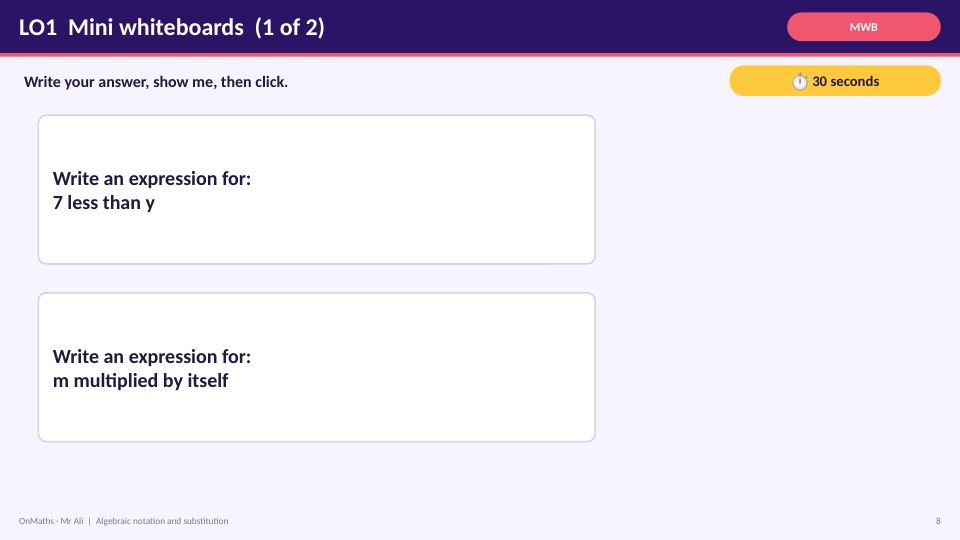 LO1 Mini whiteboards (1 of 2)
MWB
Write your answer, show me, then click.
⏱️ 30 seconds
Write an expression for:
7 less than y
Write an expression for:
m multiplied by itself
OnMaths - Mr Ali | Algebraic notation and substitution
8